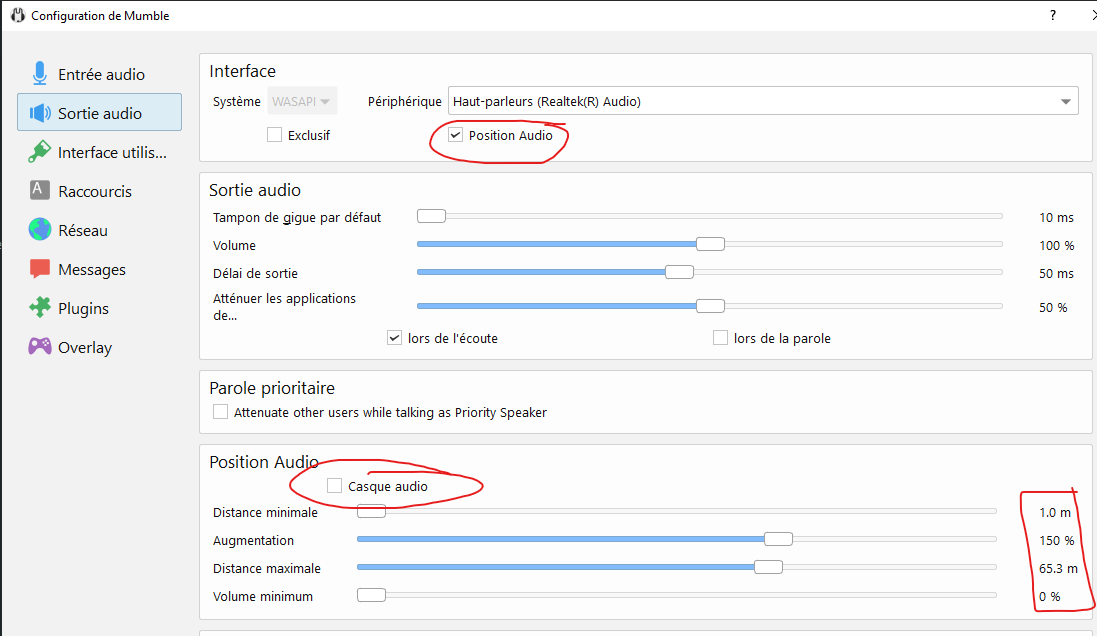 Configuration de Mumble
?
Entrée audio
Sortie audio
Interface utilis...
Raccourcis
Réseau
Messages
Plugins
Overlay
Interface
Système WASAPI Périphérique Haut-parleurs (Realtek(R) Audio)
Exclusif Position Audio
Sortie audio
Tampon de gigue par défaut 10 ms
Volume 100 %
Délai de sortie 50 ms
Atténuer les applications de... 50 %
lors de l'écoute lors de la parole
Parole prioritaire
Attenuate other users while talking as Priority Speaker
Position Audio
Casque audio
Distance minimale 1.0 m
Augmentation 150 %
Distance maximale 65.3 m
Volume minimum 0 %